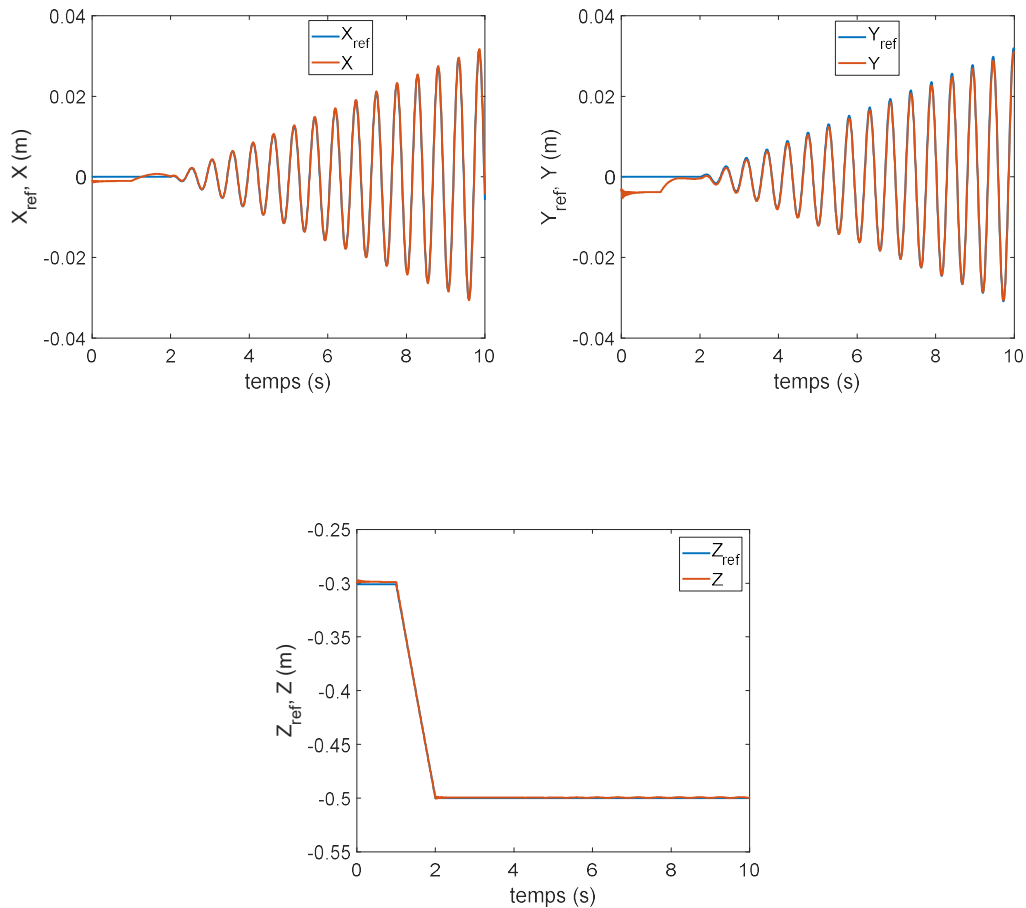 0.04
0.02
0
-0.02
-0.04
X_ref, X (m)
X_ref
X
0 2 4 6 8 10
temps (s)
0.04
0.02
0
-0.02
-0.04
Y_ref, Y (m)
Y_ref
Y
0 2 4 6 8 10
temps (s)
-0.25
-0.3
-0.35
-0.4
-0.45
-0.5
-0.55
Z_ref, Z (m)
Z_ref
Z
0 2 4 6 8 10
temps (s)